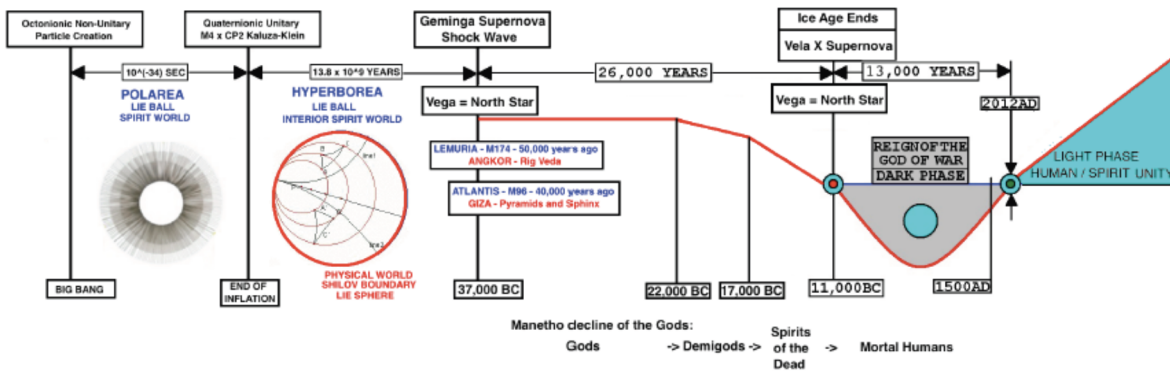 Octonionic Non-Unitary
Particle Creation
Quaternionic Unitary
M4 x CP2 Kaluza-Klein
Geminga Supernova
Shock Wave
Ice Age Ends
Vela X Supernova
10^(-34) SEC
13.8 x 10^9 YEARS
26,000 YEARS
13,000 YEARS
POLAREA
LIE BALL
SPIRIT WORLD
HYPERBOREA
LIE BALL
INTERIOR SPIRIT WORLD
Vega = North Star
Vega = North Star
2012AD
LEMURIA - M174 - 50,000 years ago
ANGKOR - Rig Veda
ATLANTIS - M96 - 40,000 years ago
GIZA - Pyramids and Sphinx
REIGN OF THE
GOD OF WAR
DARK PHASE
LIGHT PHASE
HUMAN / SPIRIT UNITY
PHYSICAL WORLD
SHILOV BOUNDARY
LIE SPHERE
BIG BANG
END OF
INFLATION
37,000 BC
22,000 BC
17,000 BC
11,000BC
1500AD
Manetho decline of the Gods:
Gods
-> Demigods ->
Spirits
of the
Dead
->
Mortal Humans